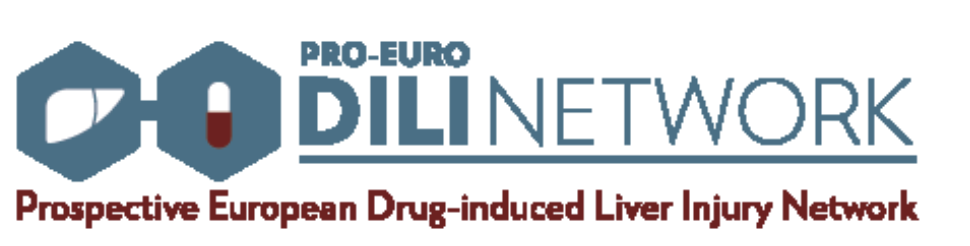 PRO-EURO
DILI NETWORK
Prospective European Drug-induced Liver Injury Network